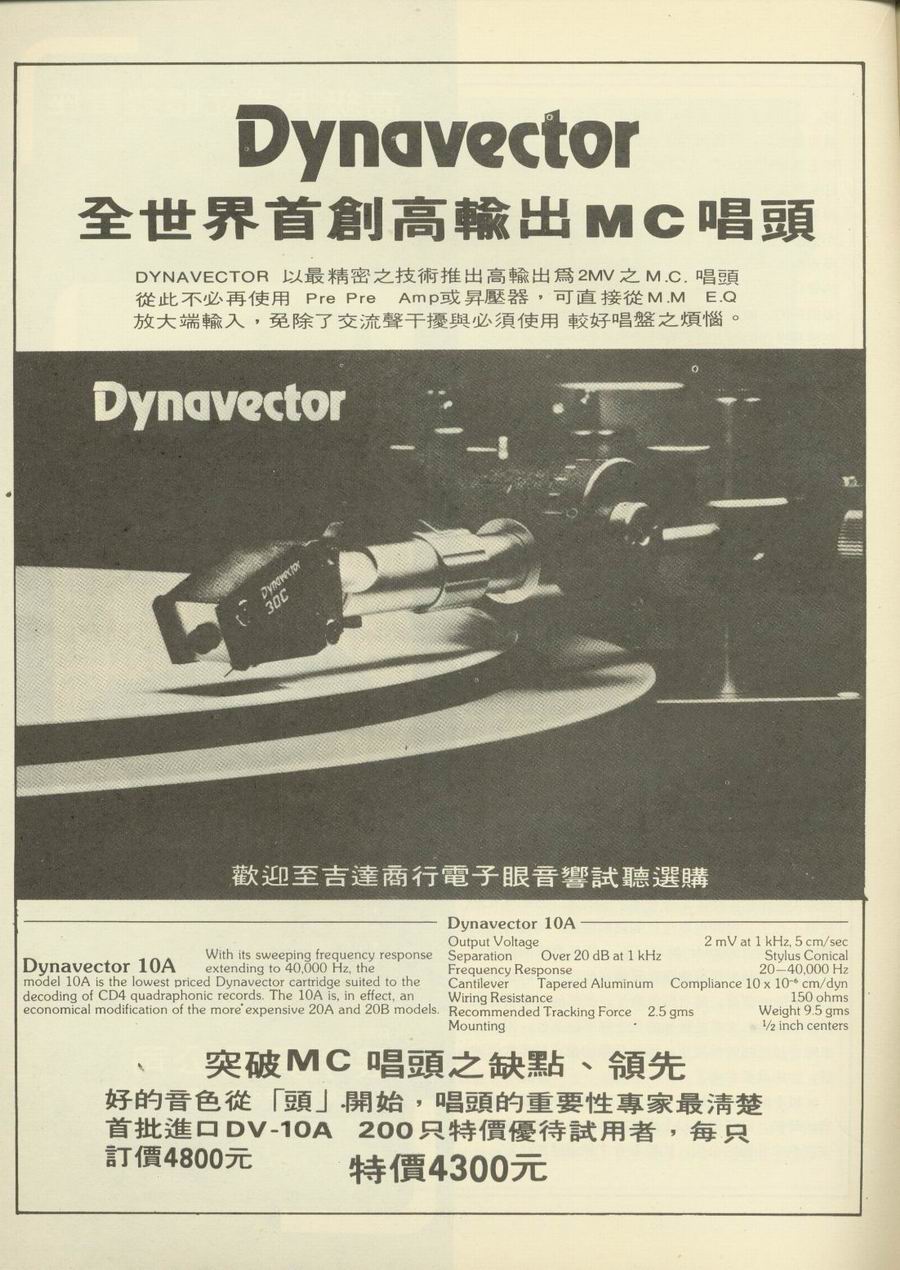 Dynavector
全世界首創高輸出MC唱頭
DYNAVECTOR 以最精密之技術推出高輸出爲2MV之M.C. 唱頭
從此不必再使用 Pre Pre Amp或昇壓器，可直接從M.M E.Q
放大端輸入，免除了交流聲干擾與必須使用 較好唱盤之煩惱。
Dynavector
Dynavector
30C
歡迎至吉達商行電子眼音響試聽選購
Dynavector 10A
With its sweeping frequency response
extending to 40,000 Hz, the
model 10A is the lowest priced Dynavector cartridge suited to the
decoding of CD4 quadraphonic records. The 10A is, in effect, an
economical modification of the more expensive 20A and 20B models.
Dynavector 10A
Output Voltage 2 mV at 1 kHz, 5 cm/sec
Separation Over 20 dB at 1 kHz Stylus Conical
Frequency Response 20—40,000 Hz
Cantilever Tapered Aluminum Compliance 10 x 10⁻⁶ cm/dyn
Wiring Resistance 150 ohms
Recommended Tracking Force 2.5 gms Weight 9.5 gms
Mounting ½ inch centers
突破MC 唱頭之缺點、領先
好的音色從「頭」開始，唱頭的重要性專家最清楚
首批進口DV-10A 200只特價優待試用者，每只
訂價4800元 特價4300元